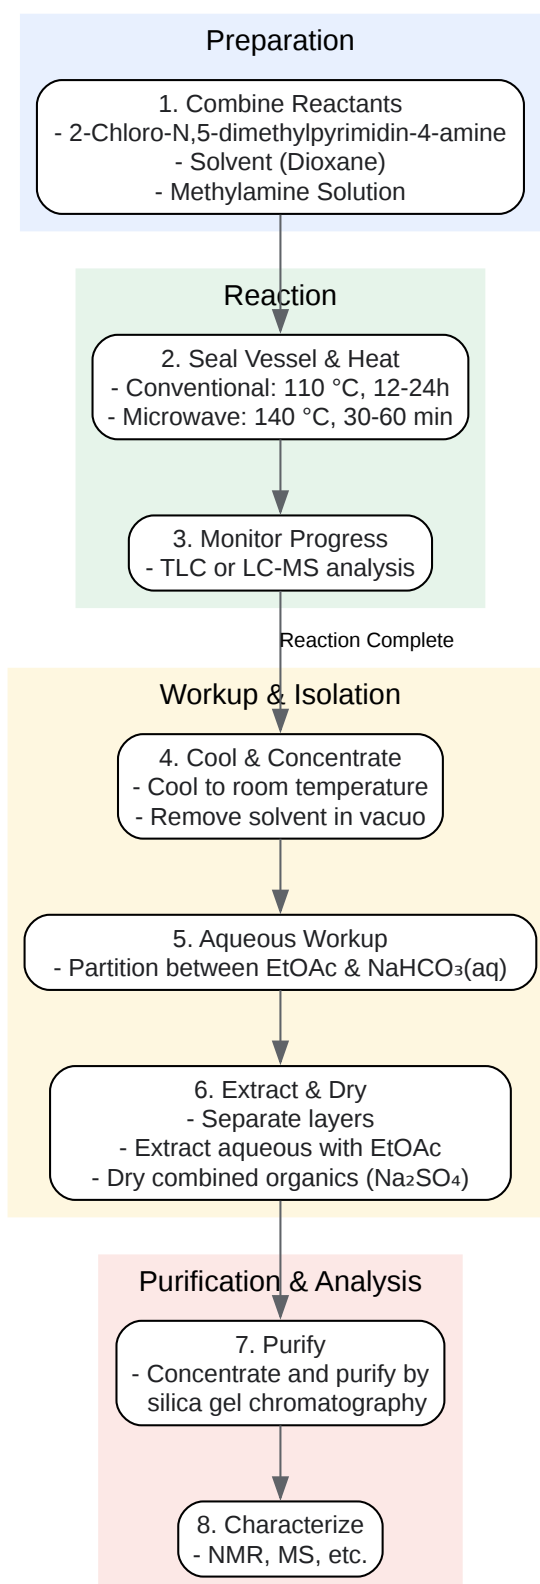 Preparation
1. Combine Reactants
- 2-Chloro-N,5-dimethylpyrimidin-4-amine
- Solvent (Dioxane)
- Methylamine Solution
Reaction
2. Seal Vessel & Heat
- Conventional: 110 °C, 12-24h
- Microwave: 140 °C, 30-60 min
3. Monitor Progress
- TLC or LC-MS analysis
Reaction Complete
Workup & Isolation
4. Cool & Concentrate
- Cool to room temperature
- Remove solvent in vacuo
5. Aqueous Workup
- Partition between EtOAc & NaHCO₃(aq)
6. Extract & Dry
- Separate layers
- Extract aqueous with EtOAc
- Dry combined organics (Na₂SO₄)
Purification & Analysis
7. Purify
- Concentrate and purify by
silica gel chromatography
8. Characterize
- NMR, MS, etc.